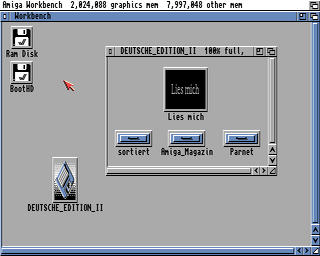 Amiga Workbench 2,024,088 graphics mem 7,997,048 other mem
Workbench
Ram Disk
BootHD
DEUTSCHE_EDITION_II 100% full,
Lies mich
Lies mich
sortiert Amiga_Magazin Parnet
DEUTSCHE_EDITION_II